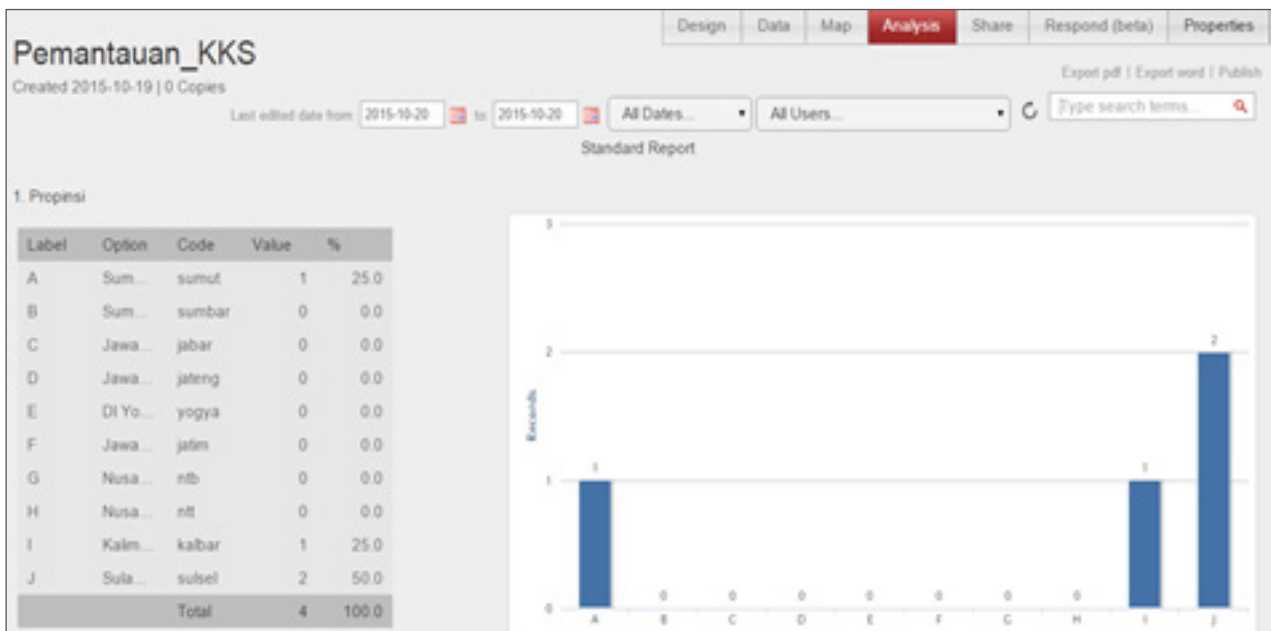 Design Data Map Analysis Share Respond (beta) Properties
Pemantauan_KKS
Created 2015-10-19 | 0 Copies
Export pdf | Export word | Publish
Last edited date from: 2015-10-20 to: 2015-10-20 All Dates... All Users... Type search terms...
Standard Report
1. Propinsi
Label Option Code Value %
A Sum... sumut 1 25.0
B Sum... sumbar 0 0.0
C Jawa... jabar 0 0.0
D Jawa... jateng 0 0.0
E DI Yo... yogya 0 0.0
F Jawa... jatim 0 0.0
G Nusa... ntb 0 0.0
H Nusa... ntt 0 0.0
I Kalim... kalbar 1 25.0
J Sula... sulsel 2 50.0
Total 4 100.0
Records
3
2
1
0
1 0 0 0 0 0 0 0 1 2
A B C D E F G H I J